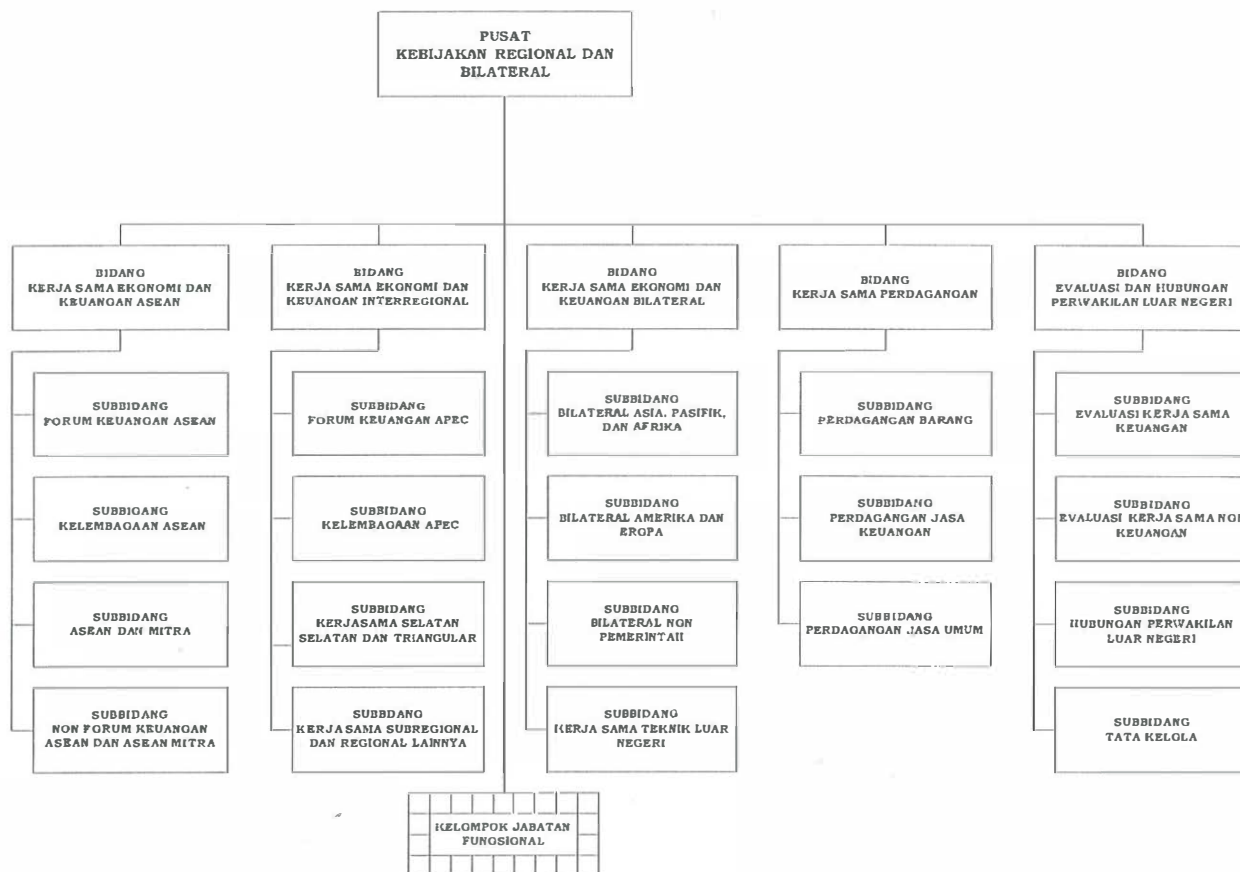 PUSAT
KEBIJAKAN REGIONAL DAN
BILATERAL
BIDANG
KERJA SAMA EKONOMI DAN
KEUANGAN ASEAN
SUBBIDANG
FORUM KEUANGAN ASEAN
SUBBIGANG
KELEMBAGAAN ASEAN
SUBBIDANG
ASEAN DAN MITRA
SUBBIDANG
NON FORUM KEUANGAN
ASEAN DAN ASEAN MITRA
BIDANG
KERJA SAMA EKONOMI DAN
KEUANGAN INTERREGIONAL
SUBBIDANG
FORUM KEUANGAN APEC
SUBBIDANG
KELEMBAGAAN APEC
SUBBIDANG
KERJASAMA SELATAN
SELATAN DAN TRIANGULAR
SUBBDANG
KERJA SAMA SUBREGIONAL
DAN REGIONAL LAINNYA
BIDANG
KERJA SAMA EKONOMI DAN
KEUANGAN BILATERAL
SUBBIDANG
BILATERAL ASIA, PASIFIK,
DAN AFRIKA
SUBBIDANG
BILATERAL AMERIKA DAN
EROPA
SUBBIDANG
BILATERAL NON
PEMERINTAH
SUBBIDANG
KERJA SAMA TEKNIK LUAR
NEGERI
BIDANG
KERJA SAMA PERDAGANGAN
SUBBIDANG
PERDAGANGAN BARANG
SUBBIDANG
PERDAGANGAN JASA
KEUANGAN
SUBBIDANG
PERDAGANGAN JASA UMUM
BIDANG
EVALUASI DAN HUBUNGAN
PERWAKILAN LUAR NEGERI
SUBBIDANG
EVALUASI KERJA SAMA
KEUANGAN
SUBBIDANG
EVALUASI KERJA SAMA NON
KEUANGAN
SUBBIDANG
HUBUNGAN PERWAKILAN
LUAR NEGERI
SUBBIDANG
TATA KELOLA
KELOMPOK JABATAN
FUNGSIONAL